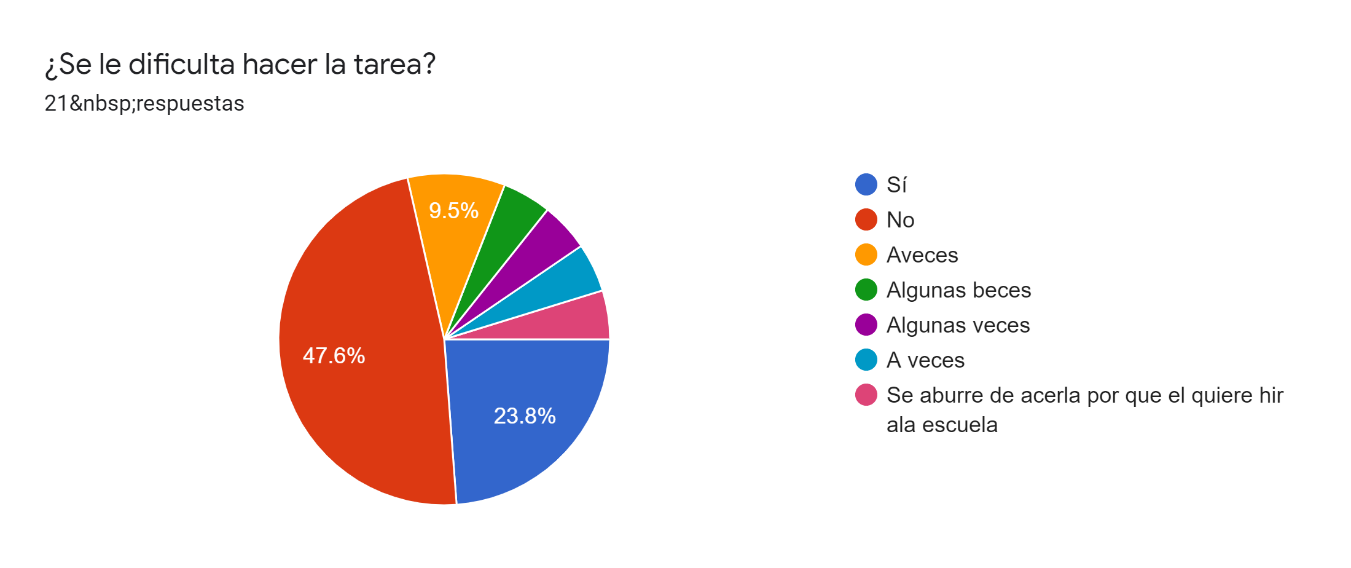 ¿Se le dificulta hacer la tarea?
21&nbsp;respuestas
9.5%
47.6%
23.8%
Sí
No
Aveces
Algunas beces
Algunas veces
A veces
Se aburre de acerla por que el quiere hir
ala escuela